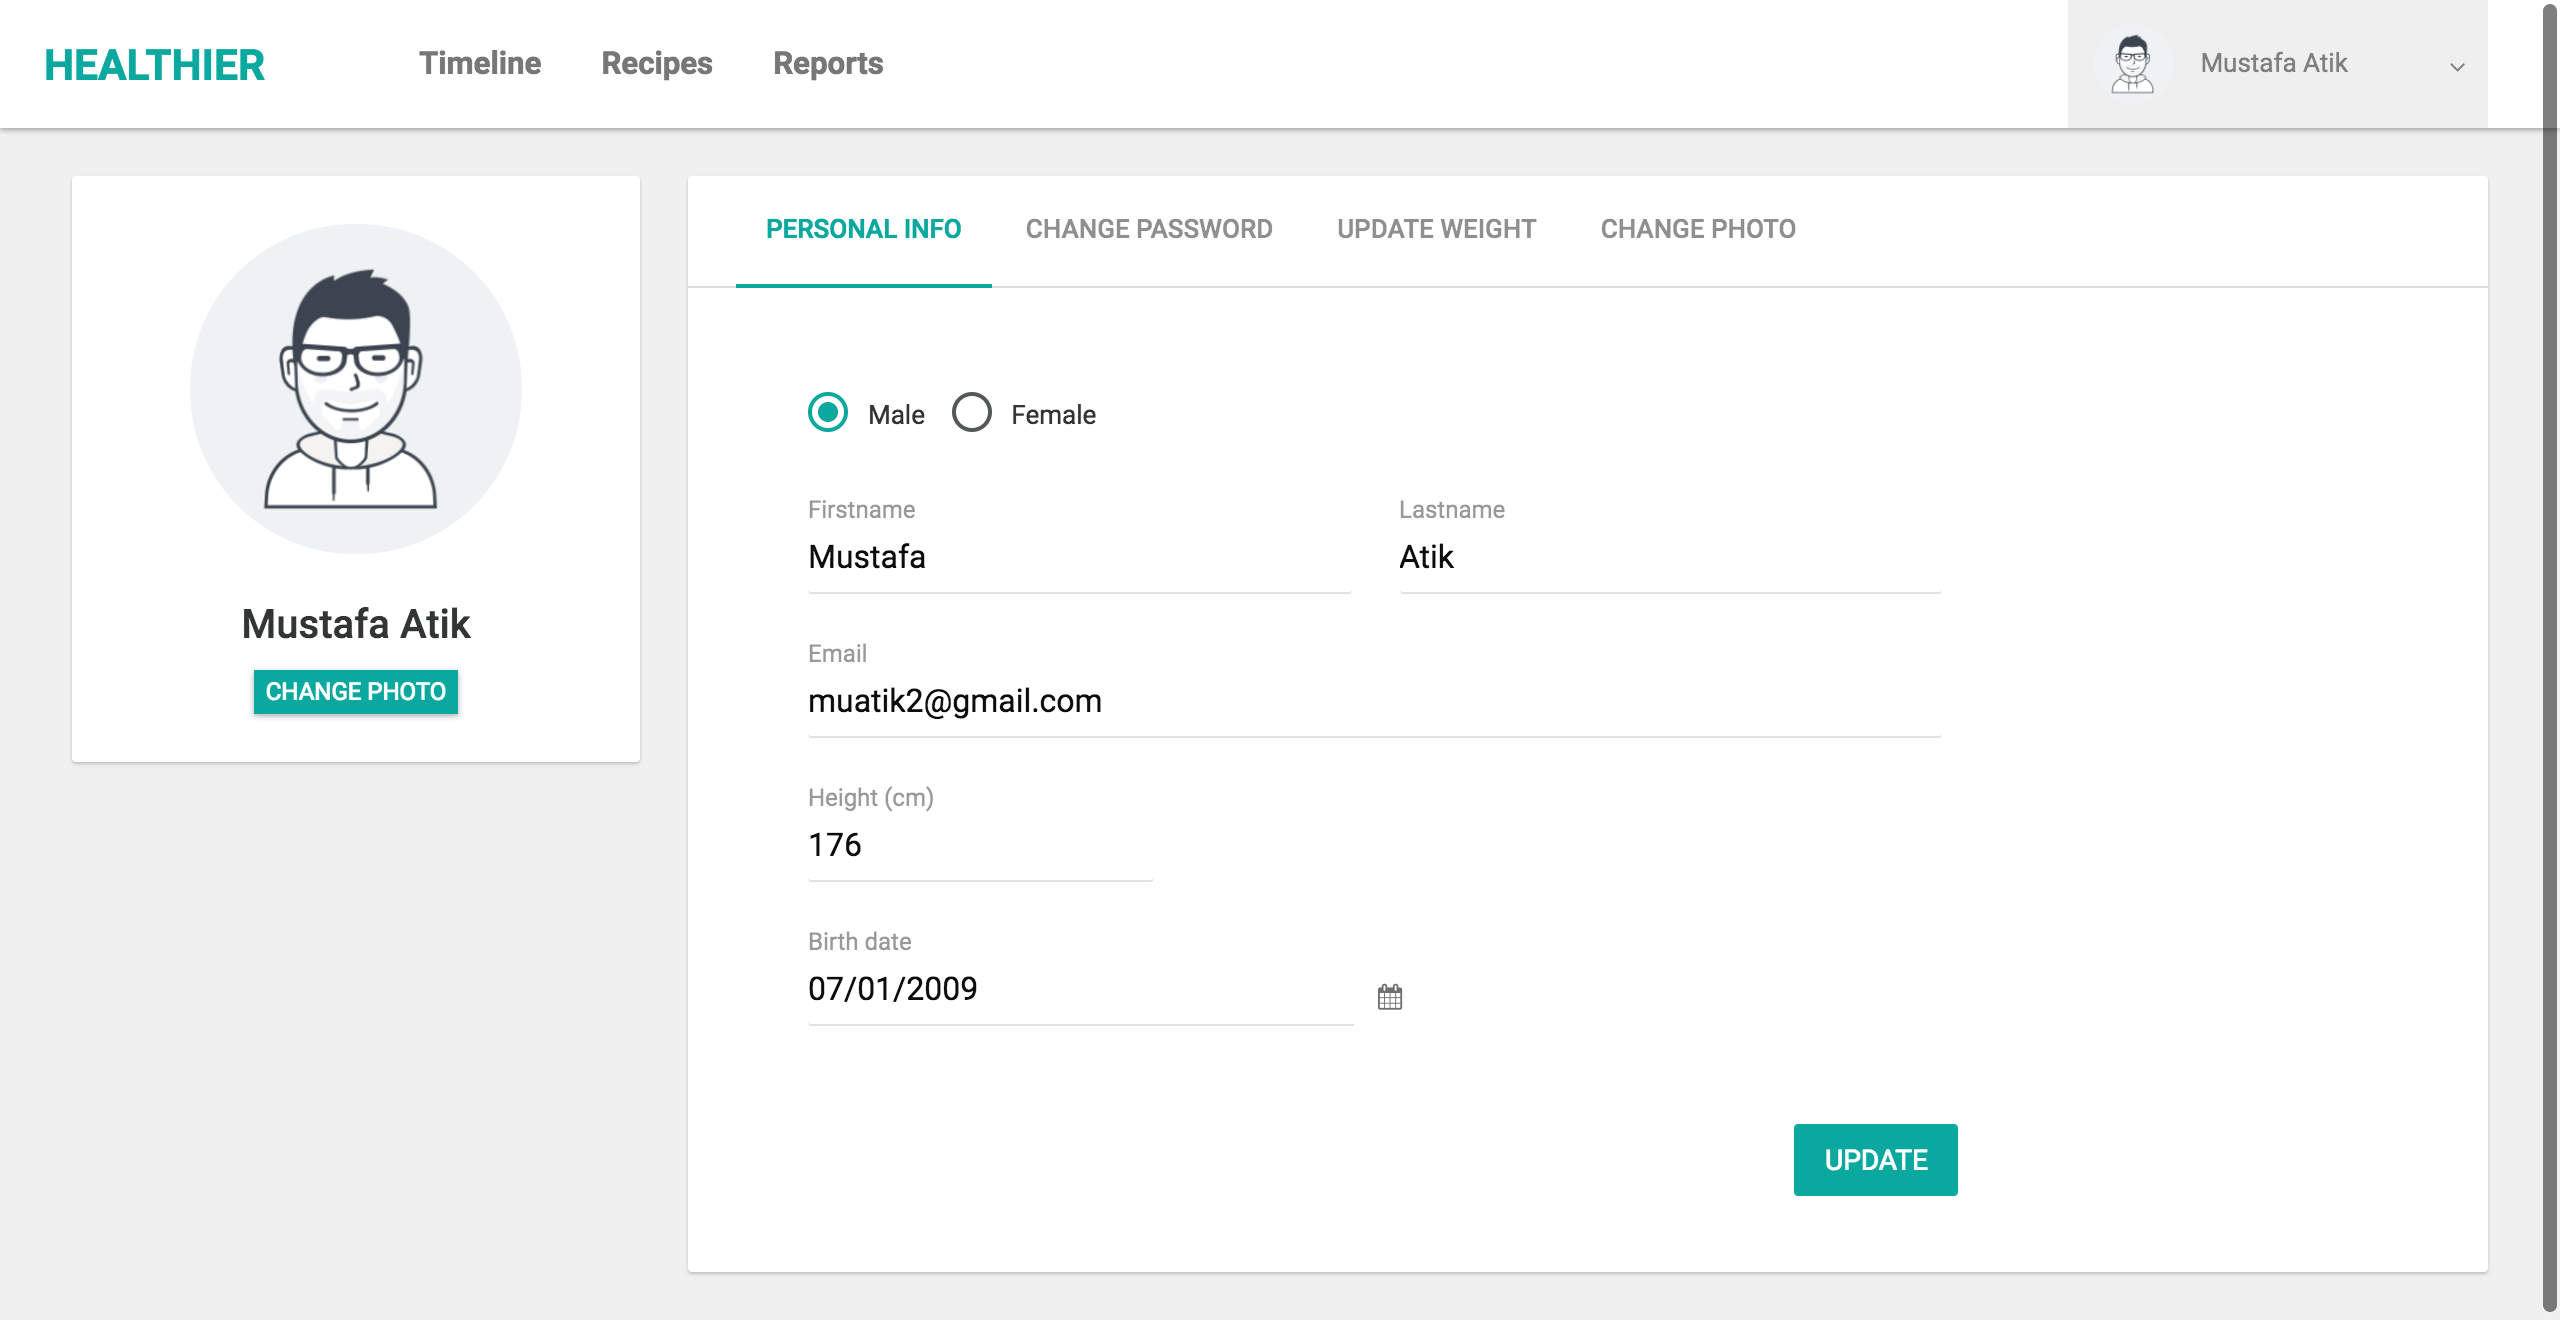 HEALTHIER Timeline Recipes Reports Mustafa Atik
Mustafa Atik
CHANGE PHOTO
PERSONAL INFO CHANGE PASSWORD UPDATE WEIGHT CHANGE PHOTO
Male Female
Firstname Lastname
Mustafa Atik
Email
muatik2@gmail.com
Height (cm)
176
Birth date
07/01/2009
UPDATE